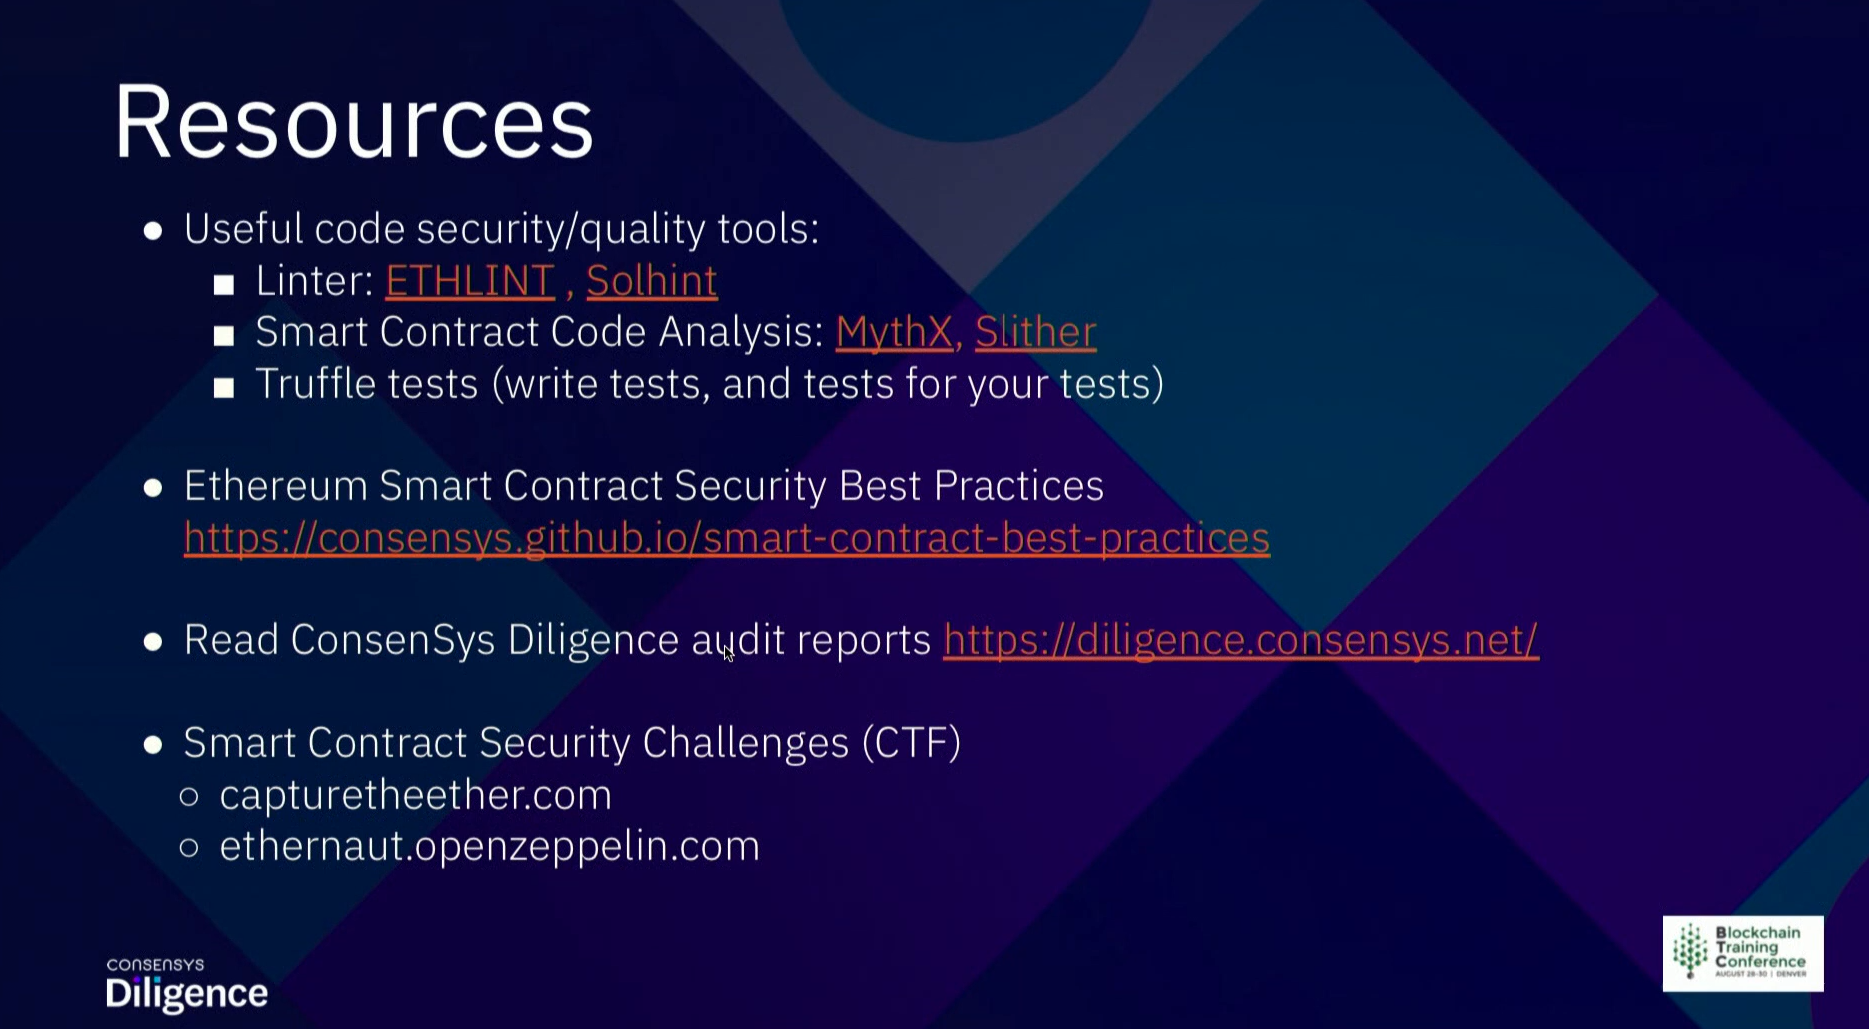 Resources
● Useful code security/quality tools:
■ Linter: ETHLINT , Solhint
■ Smart Contract Code Analysis: MythX, Slither
■ Truffle tests (write tests, and tests for your tests)
● Ethereum Smart Contract Security Best Practices
https://consensys.github.io/smart-contract-best-practices
● Read ConsenSys Diligence audit reports https://diligence.consensys.net/
● Smart Contract Security Challenges (CTF)
○ capturetheether.com
○ ethernaut.openzeppelin.com
CONSENSYS
Diligence
Blockchain
Training
Conference
AUGUST 28-30 | DENVER